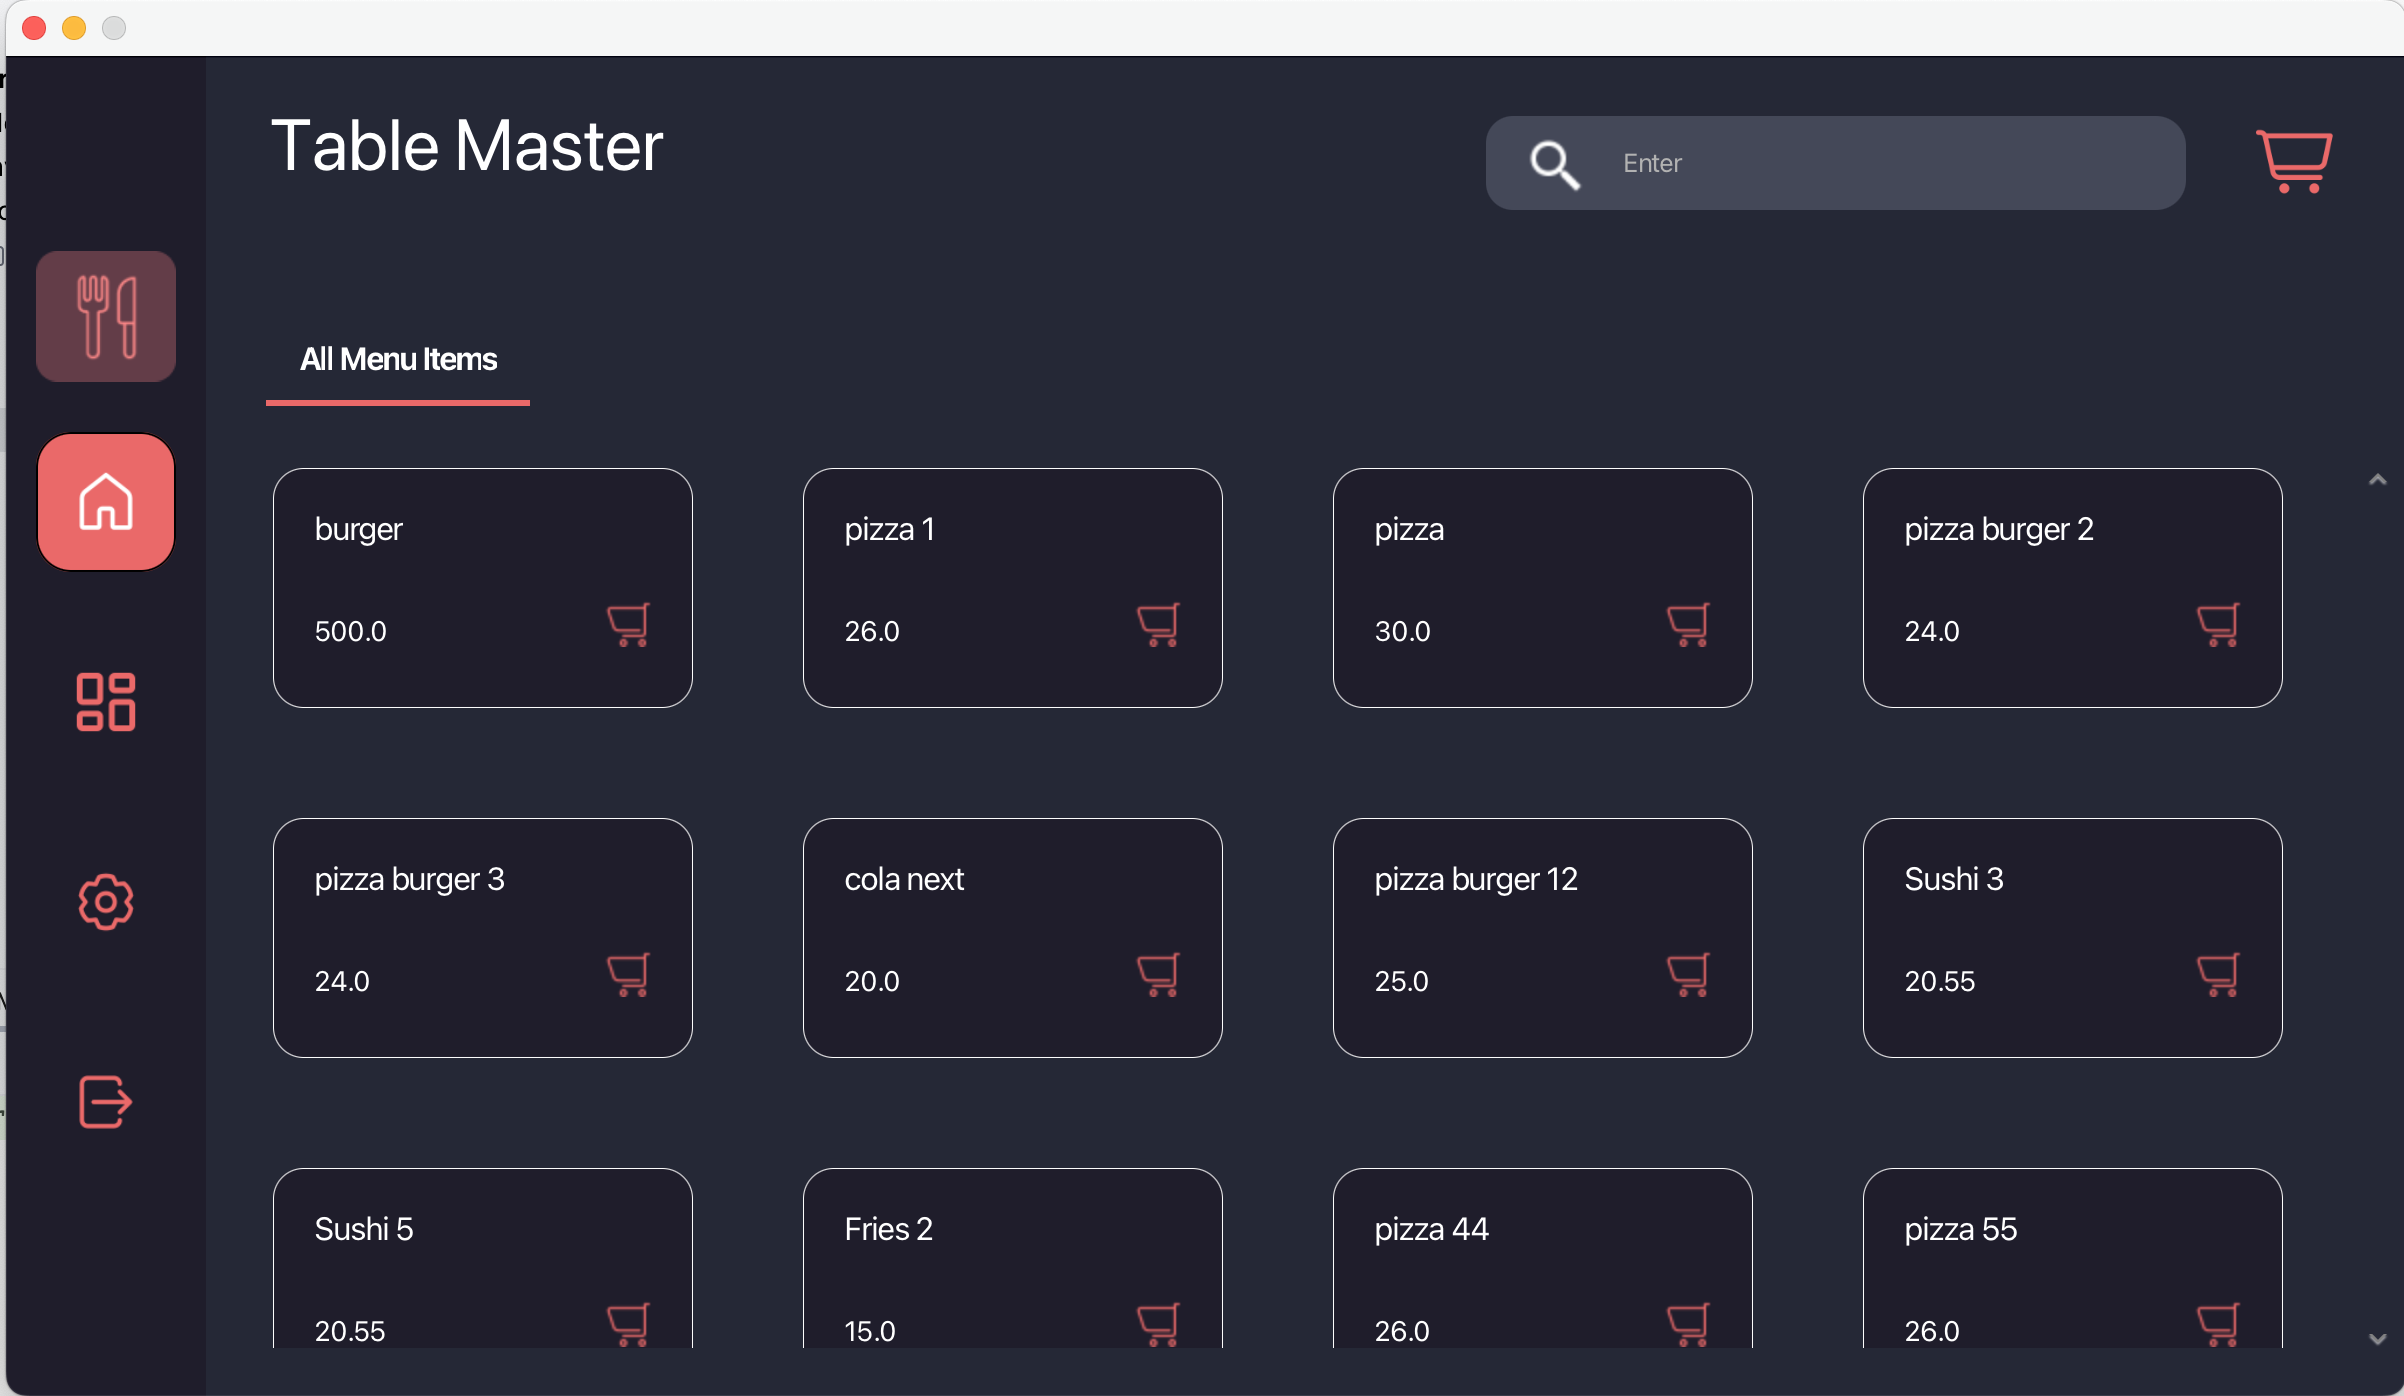 Table Master
Enter
All Menu Items
burger
500.0
pizza 1
26.0
pizza
30.0
pizza burger 2
24.0
pizza burger 3
24.0
cola next
20.0
pizza burger 12
25.0
Sushi 3
20.55
Sushi 5
20.55
Fries 2
15.0
pizza 44
26.0
pizza 55
26.0